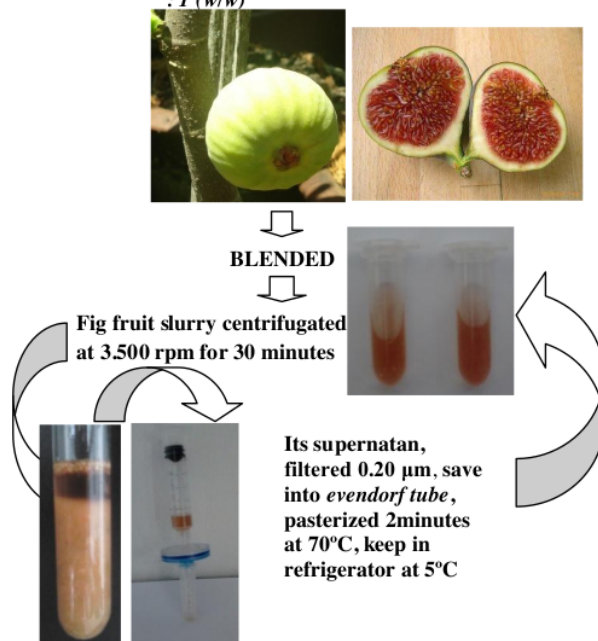 : 1 (w/w)
BLENDED
Fig fruit slurry centrifugated
at 3.500 rpm for 30 minutes
Its supernatan,
filtered 0.20 µm, save
into evendorf tube,
pasterized 2minutes
at 70ºC, keep in
refrigerator at 5ºC